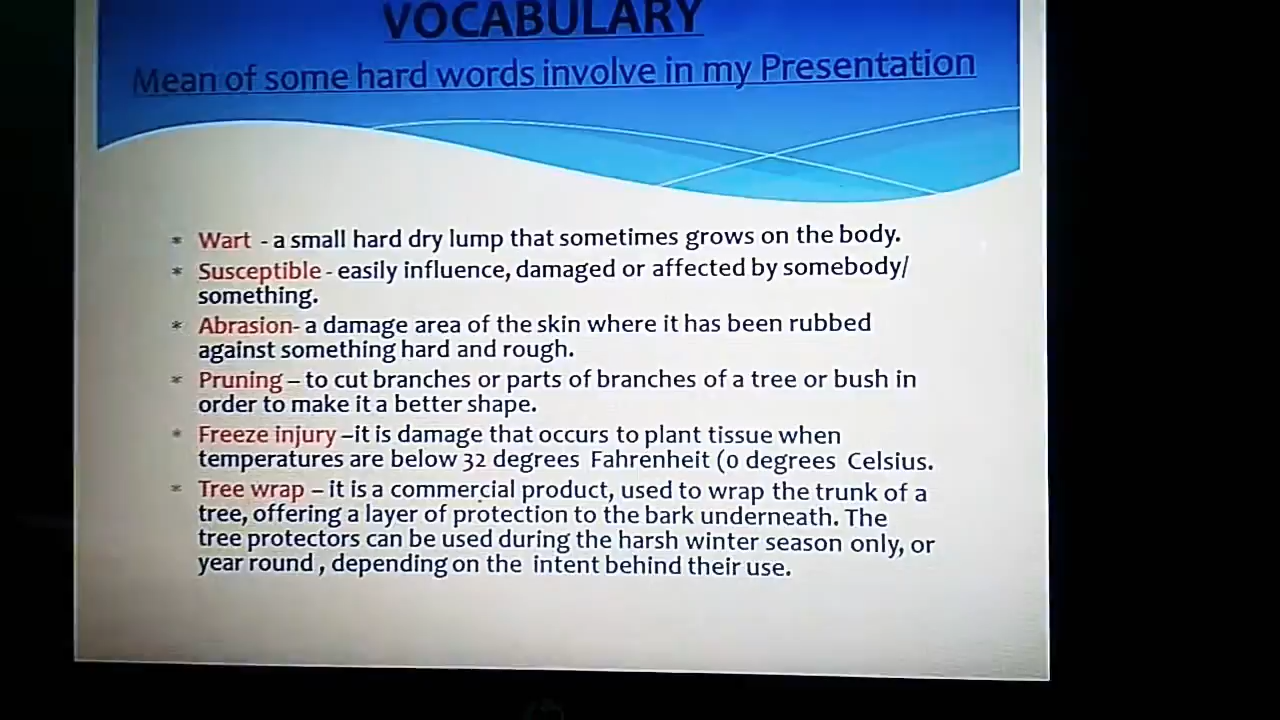 VOCABULARY
Mean of some hard words involve in my Presentation
* Wart - a small hard dry lump that sometimes grows on the body.
* Susceptible - easily influence, damaged or affected by somebody/
something.
* Abrasion- a damage area of the skin where it has been rubbed
against something hard and rough.
* Pruning – to cut branches or parts of branches of a tree or bush in
order to make it a better shape.
* Freeze injury –it is damage that occurs to plant tissue when
temperatures are below 32 degrees Fahrenheit (0 degrees Celsius.
* Tree wrap – it is a commercial product, used to wrap the trunk of a
tree, offering a layer of protection to the bark underneath. The
tree protectors can be used during the harsh winter season only, or
year round , depending on the intent behind their use.